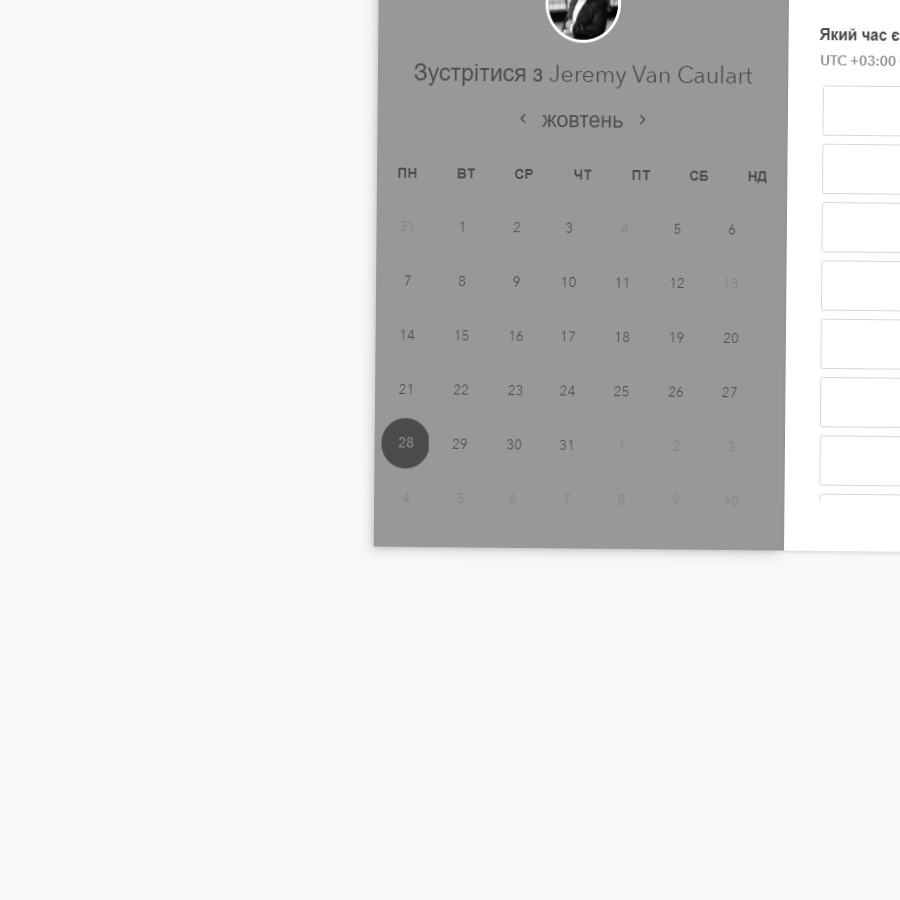 Зустрітися з Jeremy Van Caulart
жовтень
ПН ВТ СР ЧТ ПТ СБ НД
31 1 2 3 4 5 6
7 8 9 10 11 12 13
14 15 16 17 18 19 20
21 22 23 24 25 26 27
28 29 30 31 1 2 3
4 5 6 7 8 9 10
Який час є
UTC +03:00